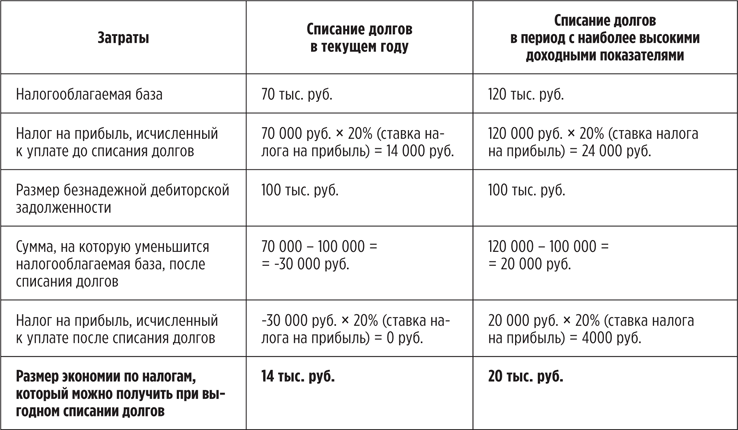 Затраты
Списание долгов
в текущем году
Списание долгов
в период с наиболее высокими
доходными показателями
Налогооблагаемая база
70 тыс. руб.
120 тыс. руб.
Налог на прибыль, исчисленный
к уплате до списания долгов
70 000 руб. × 20% (ставка на-
лога на прибыль) = 14 000 руб.
120 000 руб. × 20% (ставка налога
на прибыль) = 24 000 руб.
Размер безнадежной дебиторской
задолженности
100 тыс. руб.
100 тыс. руб.
Сумма, на которую уменьшится
налогооблагаемая база, после
списания долгов
70 000 – 100 000 =
= -30 000 руб.
120 000 – 100 000 =
= 20 000 руб.
Налог на прибыль, исчисленный
к уплате после списания долгов
-30 000 руб. × 20% (ставка на-
лога на прибыль) = 0 руб.
20 000 руб. × 20% (ставка налога
на прибыль) = 4000 руб.
Размер экономии по налогам,
который можно получить при вы-
годном списании долгов
14 тыс. руб.
20 тыс. руб.